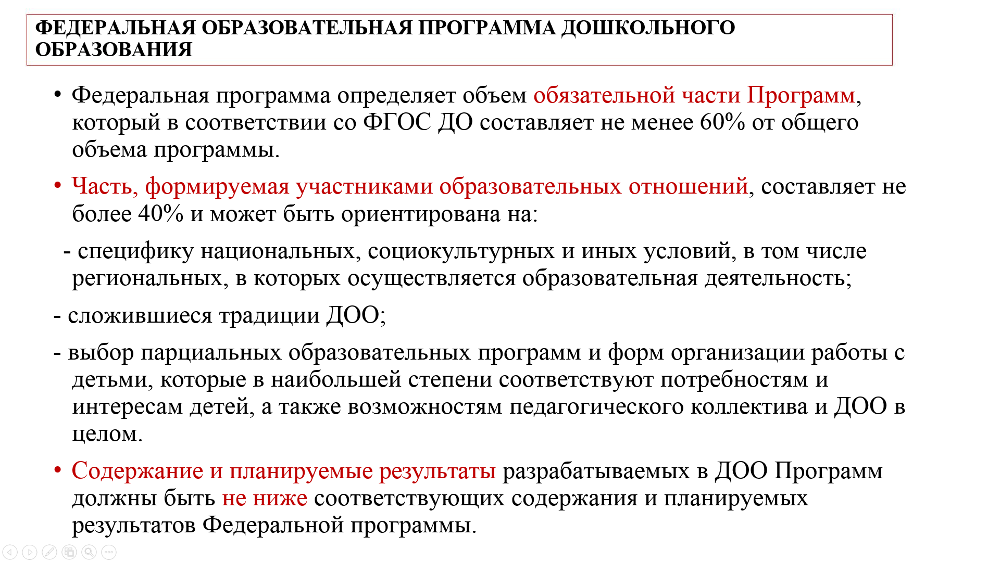 ФЕДЕРАЛЬНАЯ ОБРАЗОВАТЕЛЬНАЯ ПРОГРАММА ДОШКОЛЬНОГО
ОБРАЗОВАНИЯ
• Федеральная программа определяет объем обязательной части Программ,
который в соответствии со ФГОС ДО составляет не менее 60% от общего
объема программы.
• Часть, формируемая участниками образовательных отношений, составляет не
более 40% и может быть ориентирована на:
- специфику национальных, социокультурных и иных условий, в том числе
региональных, в которых осуществляется образовательная деятельность;
- сложившиеся традиции ДОО;
- выбор парциальных образовательных программ и форм организации работы с
детьми, которые в наибольшей степени соответствуют потребностям и
интересам детей, а также возможностям педагогического коллектива и ДОО в
целом.
• Содержание и планируемые результаты разрабатываемых в ДОО Программ
должны быть не ниже соответствующих содержания и планируемых
результатов Федеральной программы.